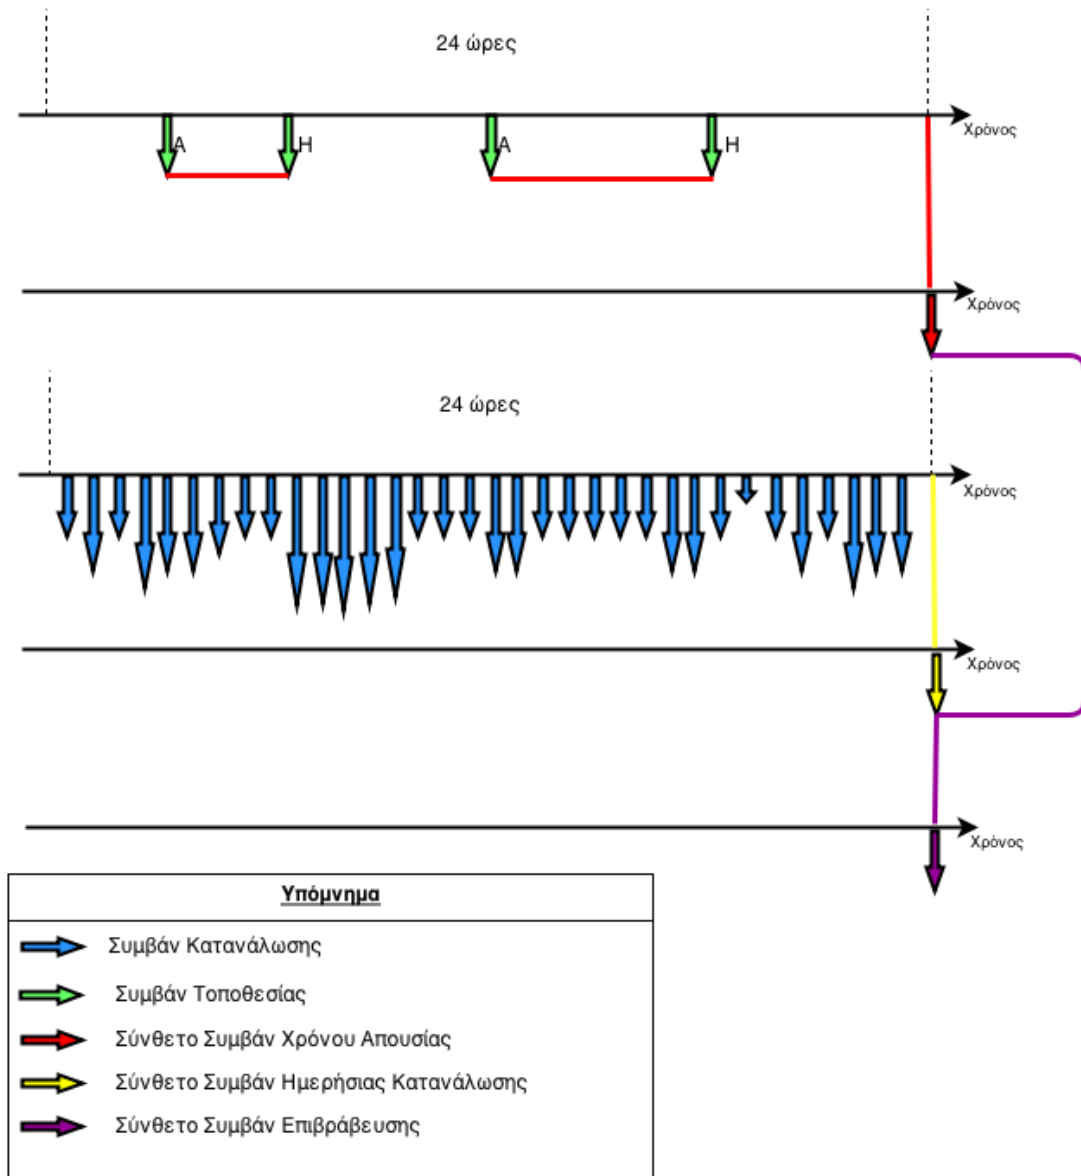 24 ώρες
Χρόνος
A
H
A
H
Χρόνος
24 ώρες
Χρόνος
Χρόνος
Χρόνος
Υπόμνημα
Συμβάν Κατανάλωσης
Συμβάν Τοποθεσίας
Σύνθετο Συμβάν Χρόνου Απουσίας
Σύνθετο Συμβάν Ημερήσιας Κατανάλωσης
Σύνθετο Συμβάν Επιβράβευσης